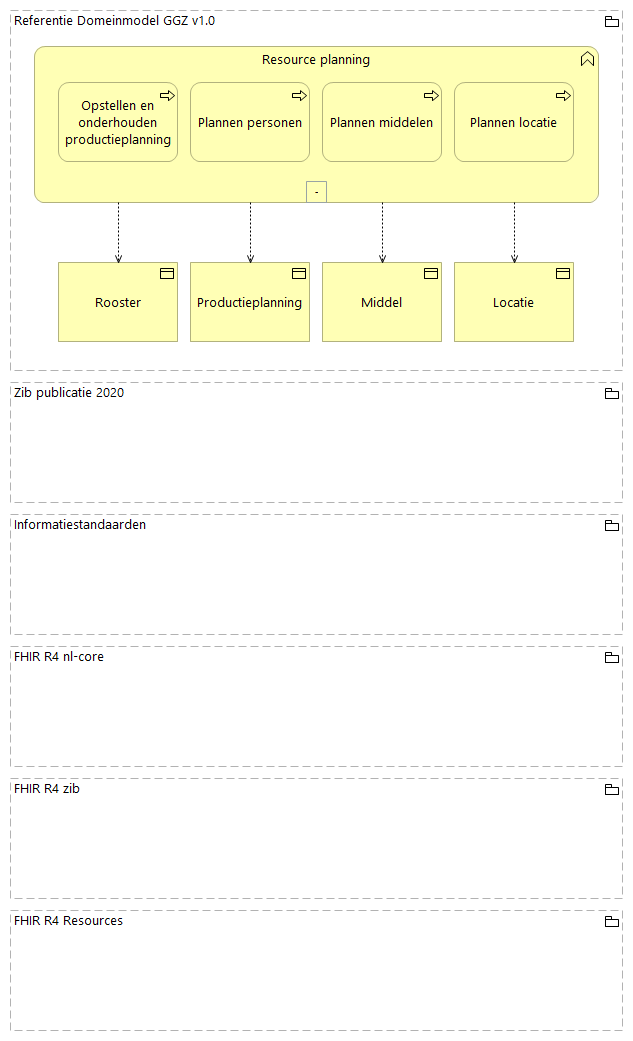 Referentie Domeinmodel GGZ v1.0
Resource planning
Opstellen en
onderhouden
productieplanning
Plannen personen
Plannen middelen
Plannen locatie
-
Rooster
Productieplanning
Middel
Locatie
Zib publicatie 2020
Informatiestandaarden
FHIR R4 nl-core
FHIR R4 zib
FHIR R4 Resources